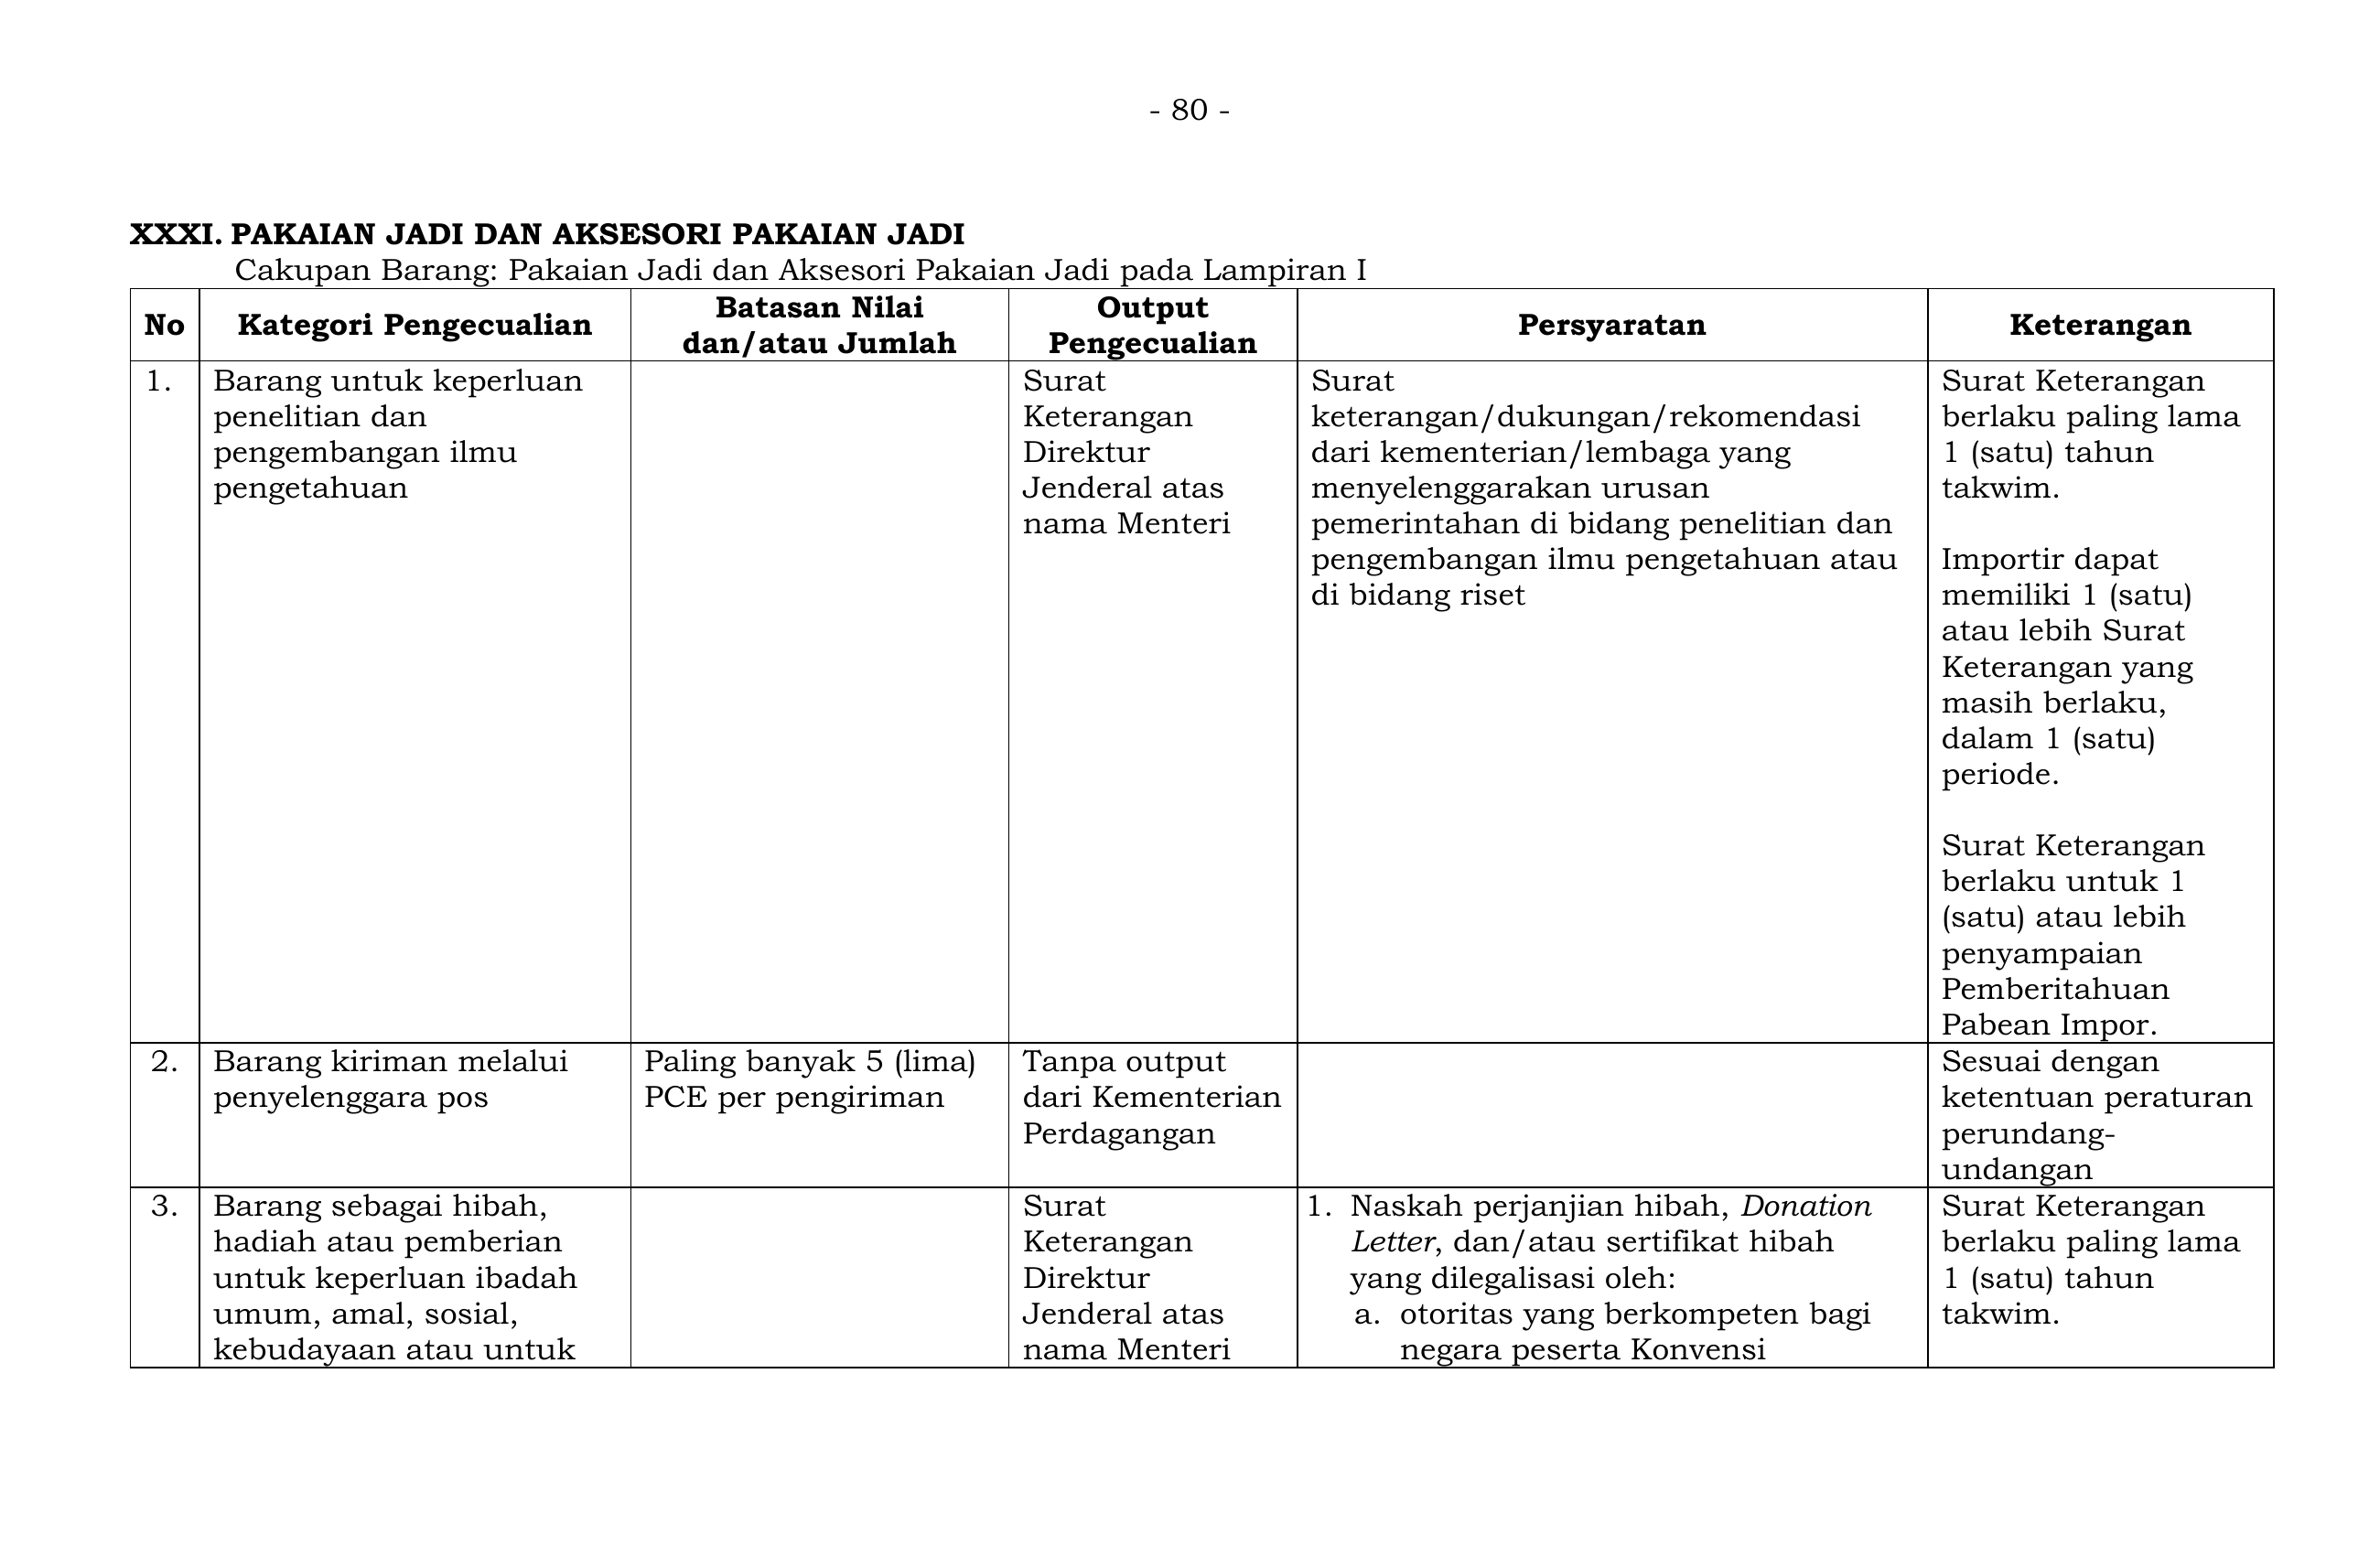 - 80 -
XXXI. PAKAIAN JADI DAN AKSESORI PAKAIAN JADI
Cakupan Barang: Pakaian Jadi dan Aksesori Pakaian Jadi pada Lampiran I
No
Kategori Pengecualian
Batasan Nilai
dan/atau Jumlah
Output
Pengecualian
Persyaratan
Keterangan
1.
Barang untuk keperluan
penelitian dan
pengembangan ilmu
pengetahuan
Surat
Keterangan
Direktur
Jenderal atas
nama Menteri
Surat
keterangan/dukungan/rekomendasi
dari kementerian/lembaga yang
menyelenggarakan urusan
pemerintahan di bidang penelitian dan
pengembangan ilmu pengetahuan atau
di bidang riset
Surat Keterangan
berlaku paling lama
1 (satu) tahun
takwim.
Importir dapat
memiliki 1 (satu)
atau lebih Surat
Keterangan yang
masih berlaku,
dalam 1 (satu)
periode.
Surat Keterangan
berlaku untuk 1
(satu) atau lebih
penyampaian
Pemberitahuan
Pabean Impor.
2.
Barang kiriman melalui
penyelenggara pos
Paling banyak 5 (lima)
PCE per pengiriman
Tanpa output
dari Kementerian
Perdagangan
Sesuai dengan
ketentuan peraturan
perundang-
undangan
3.
Barang sebagai hibah,
hadiah atau pemberian
untuk keperluan ibadah
umum, amal, sosial,
kebudayaan atau untuk
Surat
Keterangan
Direktur
Jenderal atas
nama Menteri
1. Naskah perjanjian hibah, Donation
Letter, dan/atau sertifikat hibah
yang dilegalisasi oleh:
a. otoritas yang berkompeten bagi
negara peserta Konvensi
Surat Keterangan
berlaku paling lama
1 (satu) tahun
takwim.